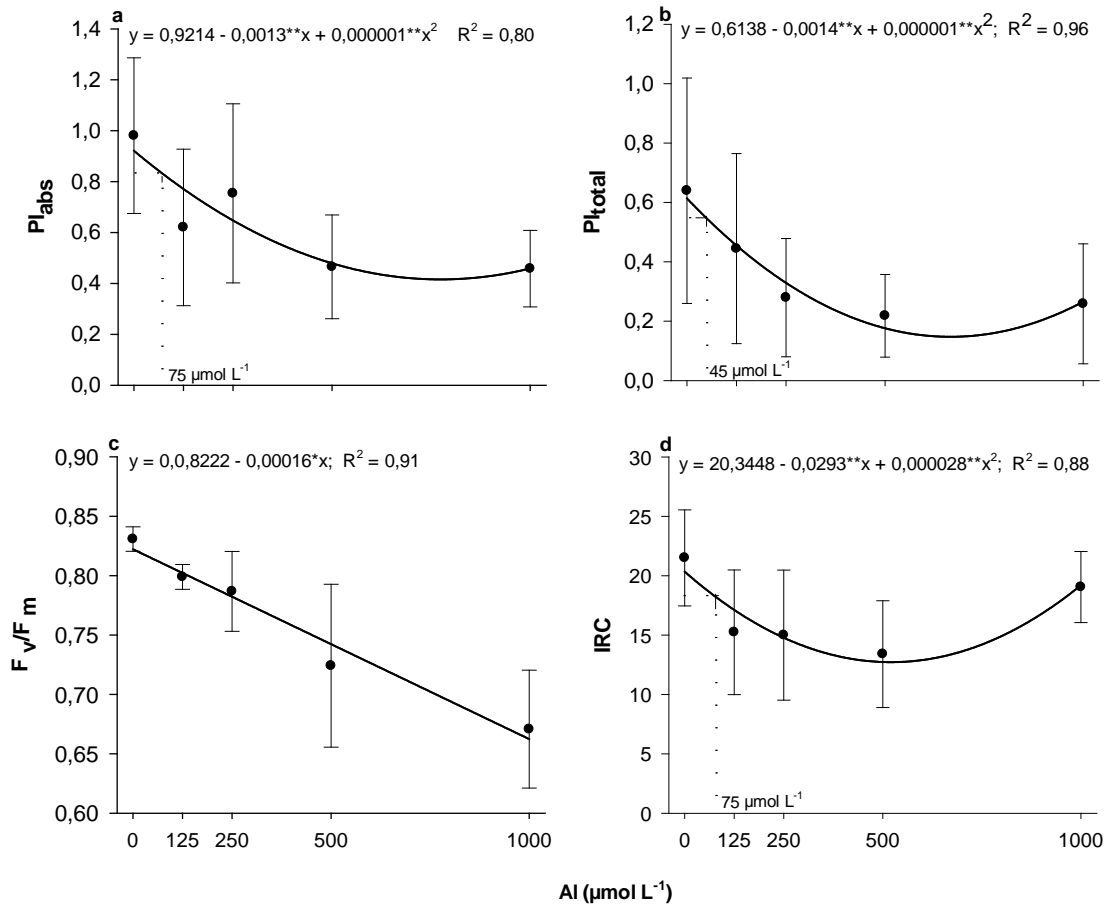 a
y = 0,9214 - 0,0013**x + 0,000001**x² R² = 0,80
1,4
1,2
1,0
0,8
0,6
0,4
0,2
0,0
PI_abs
75 µmol L⁻¹
b
y = 0,6138 - 0,0014**x + 0,000001**x²; R² = 0,96
1,2
1,0
0,8
0,6
0,4
0,2
0,0
PI_total
45 µmol L⁻¹
c
y = 0,0,8222 - 0,00016*x; R² = 0,91
0,90
0,85
0,80
0,75
0,70
0,65
0,60
F_v/F_m
0 125 250 500 1000
d
y = 20,3448 - 0,0293**x + 0,000028**x²; R² = 0,88
30
25
20
15
10
5
0
IRC
75 µmol L⁻¹
0 125 250 500 1000
Al (µmol L⁻¹)